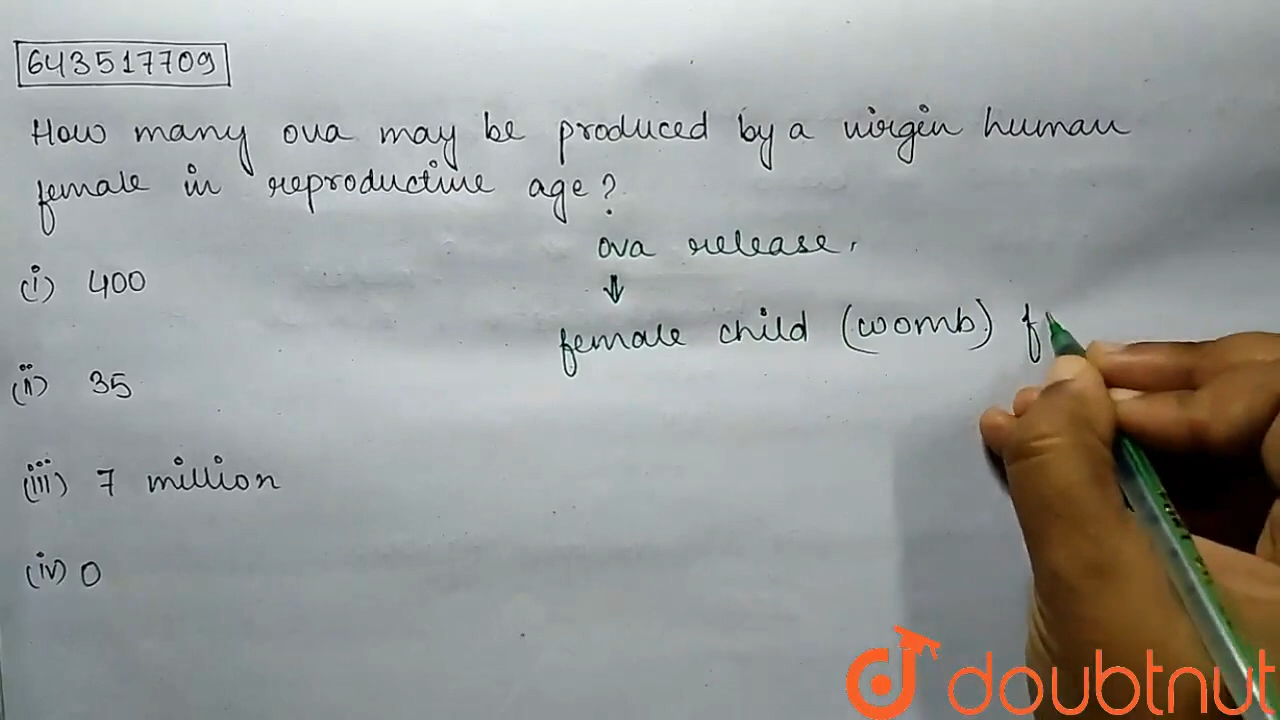 643517709
How many ova may be produced by a virgin human
female in reproductive age?
ova release,
↓
female child (womb) f
(i) 400
(ii) 35
(iii) 7 million
(iv) 0
doubtnut